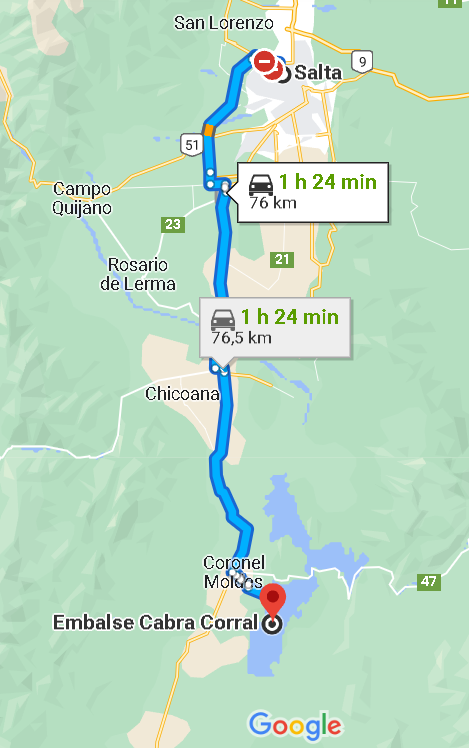 11
San Lorenzo
Salta
9
51
1 h 24 min
76 km
Campo
Quijano
23
21
Rosario
de Lerma
1 h 24 min
76,5 km
Chicoana
Coronel
Moldes
47
Embalse Cabra Corral
Google